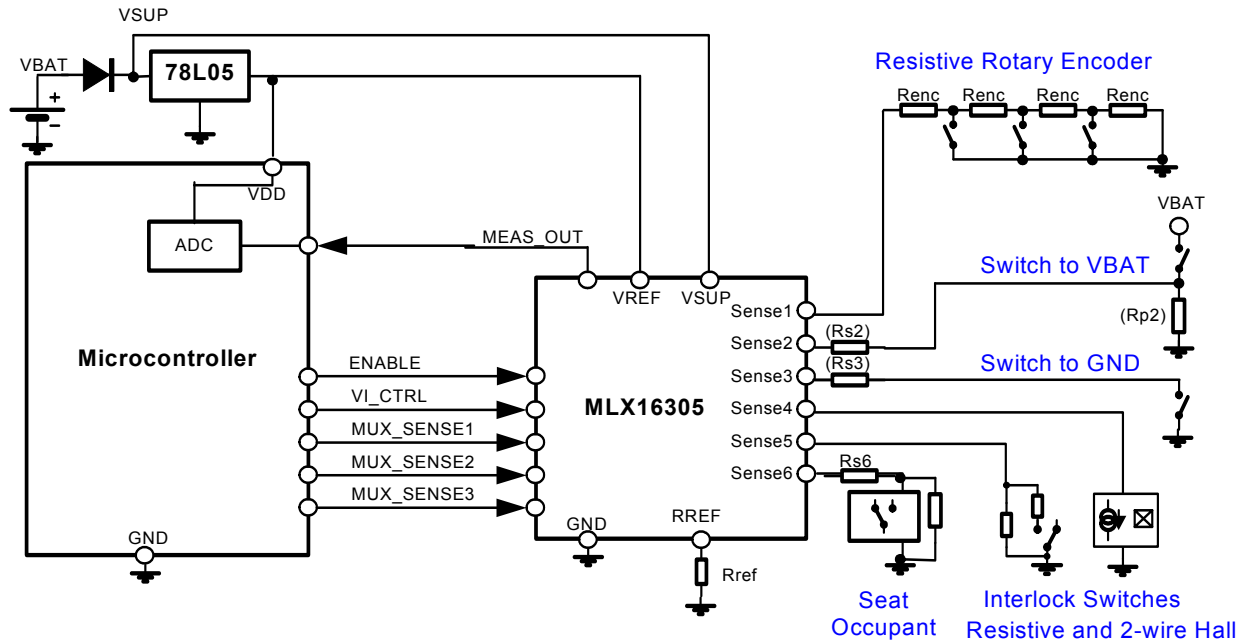 VSUP
VBAT
78L05
+
−
Resistive Rotary Encoder
Renc Renc Renc Renc
VDD
ADC
MEAS_OUT
VREF VSUP
VBAT
Switch to VBAT
(Rp2)
Sense1
(Rs2)
Sense2
(Rs3)
Sense3
Switch to GND
Microcontroller
MLX16305
ENABLE
VI_CTRL
MUX_SENSE1
MUX_SENSE2
MUX_SENSE3
Sense4
Sense5
Sense6
Rs6
GND
GND
RREF
Rref
Seat
Occupant
Interlock Switches
Resistive and 2-wire Hall